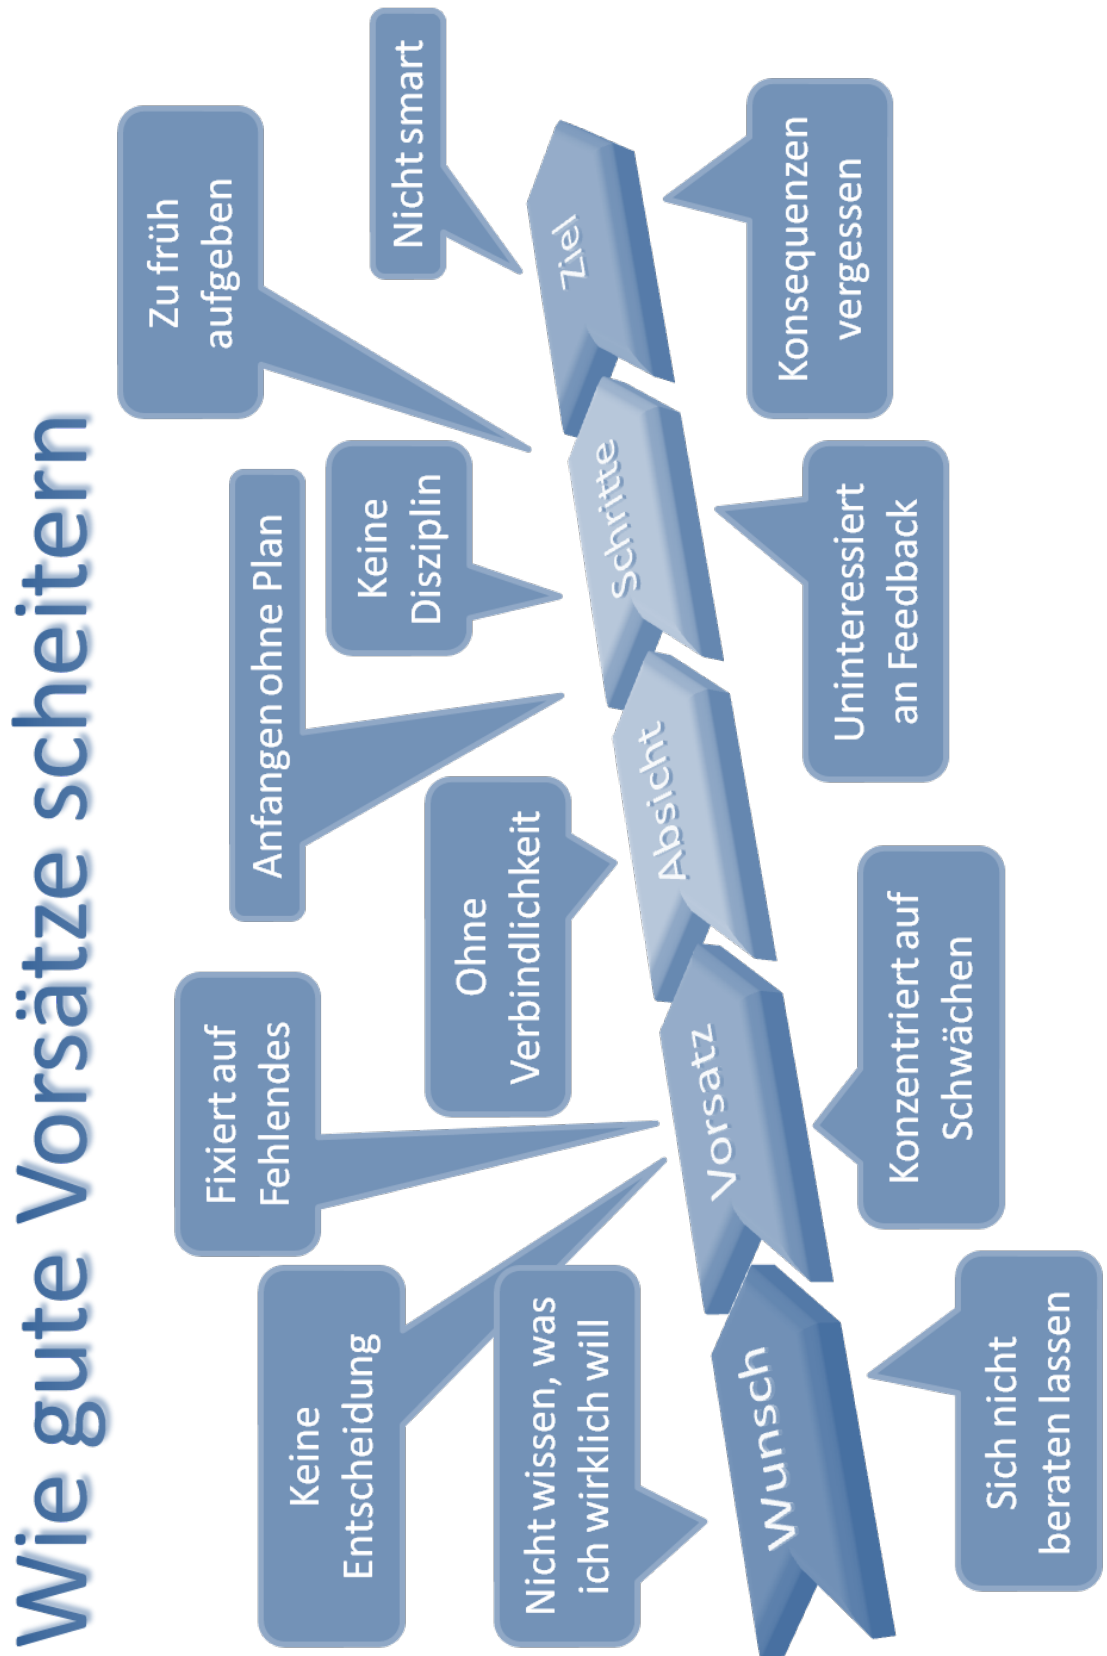 Wie gute Vorsätze scheitern
Zu früh
aufgeben
Nicht smart
Fixiert auf
Fehlendes
Anfangen ohne Plan
Keine
Disziplin
Keine
Entscheidung
Ohne
Verbindlichkeit
Nicht wissen, was
ich wirklich will
Wunsch
Vorsatz
Absicht
Schritte
Ziel
Sich nicht
beraten lassen
Konzentriert auf
Schwächen
Uninteressiert
an Feedback
Konsequenzen
vergessen